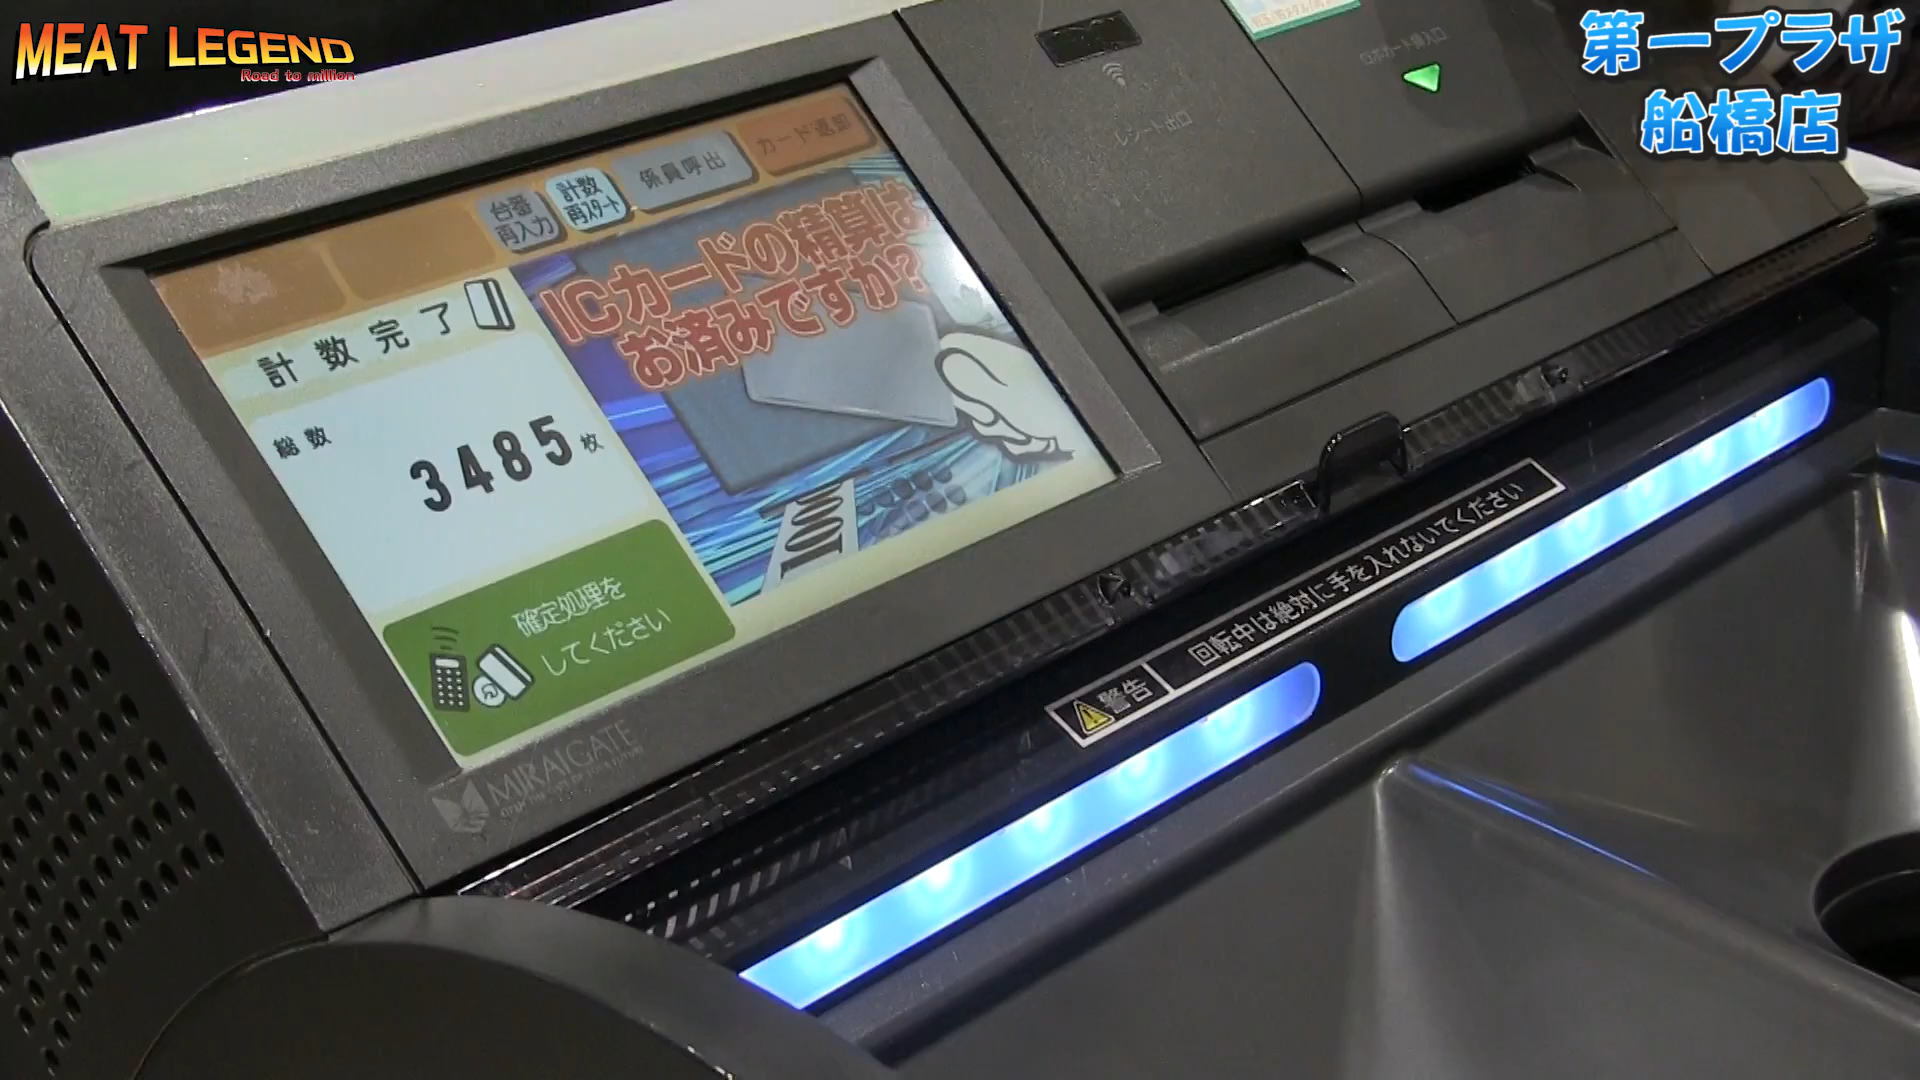 MEAT LEGEND
Road to million
第一プラザ
船橋店
カード返却
係員呼出
計数
再スタート
台番
再入力
ICカードの精算は
お済みですか?
計数完了
総数
3485枚
確定処理を
してください
MIRAIGATE
レシート出口
警告 回転中は絶対に手を入れないでください